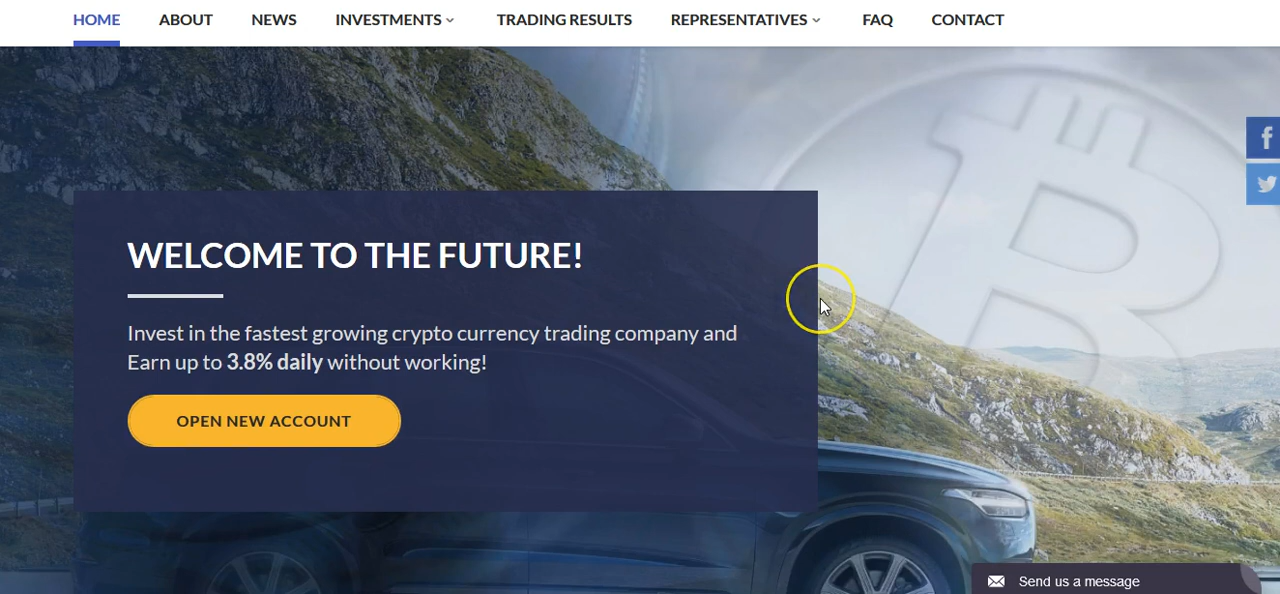 HOME ABOUT NEWS INVESTMENTS TRADING RESULTS REPRESENTATIVES FAQ CONTACT
WELCOME TO THE FUTURE!
Invest in the fastest growing crypto currency trading company and
Earn up to 3.8% daily without working!
OPEN NEW ACCOUNT
Send us a message